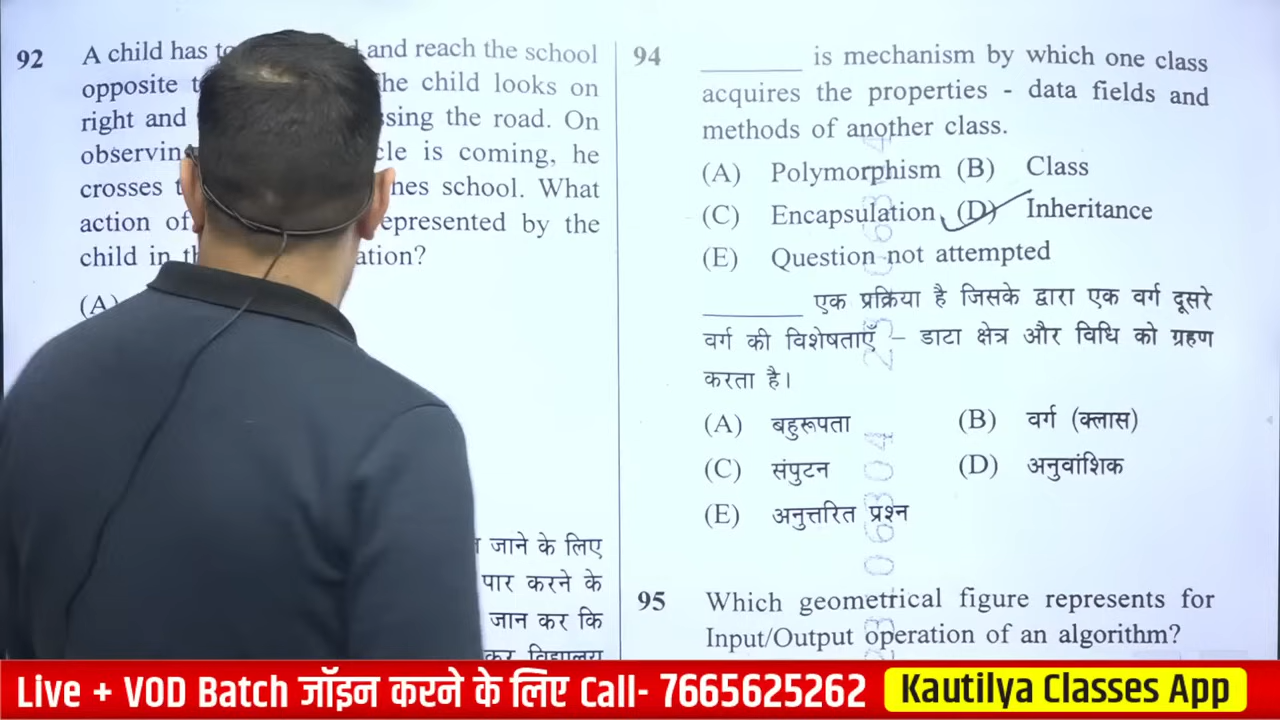 92
A child has to and reach the school
opposite he child looks on
right and ssing the road. On
observin cle is coming, he
crosses hes school. What
action of epresented by the
child in ation?
(A)
जाने के लिए
पार करने के
जान कर कि
कर विद्यालय
94
________ is mechanism by which one class
acquires the properties - data fields and
methods of another class.
(A) Polymorphism (B) Class
(C) Encapsulation (D) Inheritance
(E) Question not attempted
________ एक प्रक्रिया है जिसके द्वारा एक वर्ग दूसरे
वर्ग की विशेषताएँ – डाटा क्षेत्र और विधि को ग्रहण
करता है।
(A) बहुरूपता (B) वर्ग (क्लास)
(C) संपुटन (D) अनुवांशिक
(E) अनुत्तरित प्रश्न
95 Which geometrical figure represents for
Input/Output operation of an algorithm?
Live + VOD Batch जॉइन करने के लिए Call- 7665625262
Kautilya Classes App